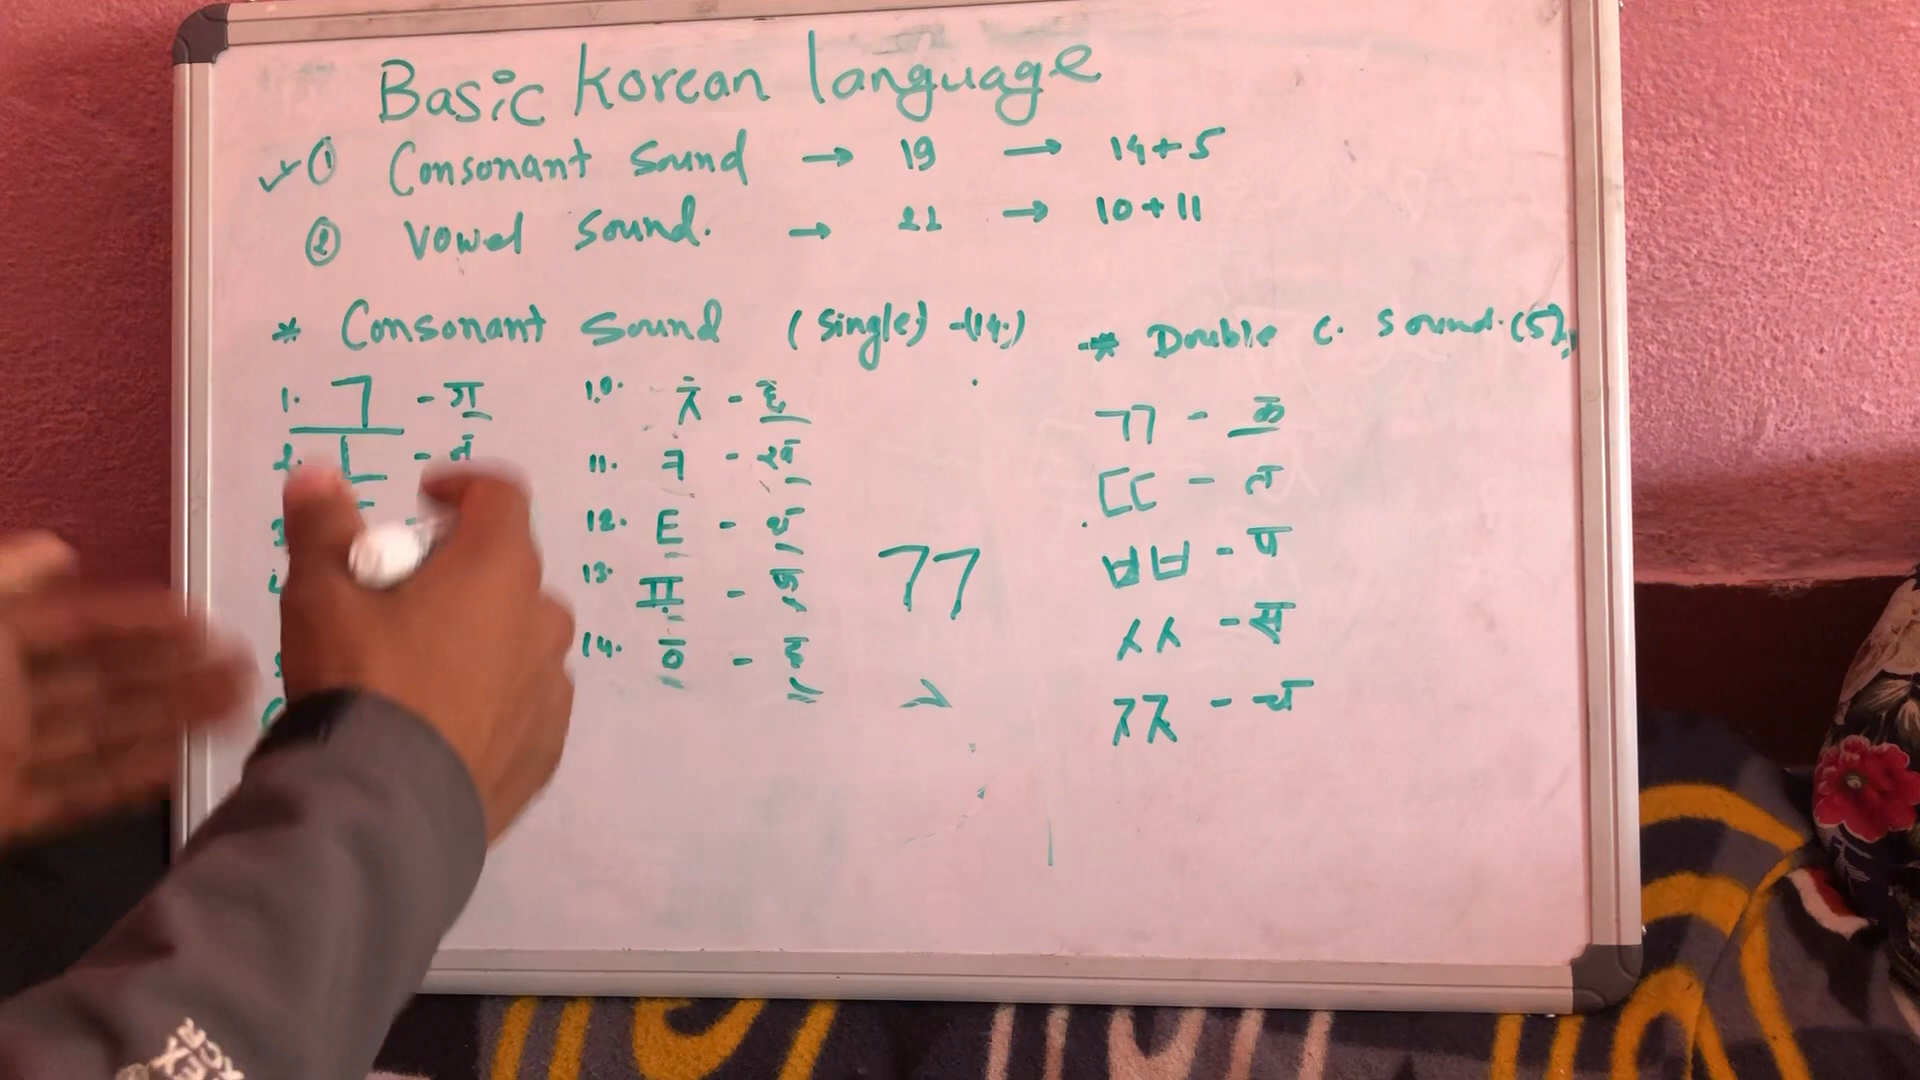 Basic Korean language
✓ ① Consonant Sound → 19 → 14+5
② Vowel Sound. → 21 → 10+11
* Consonant Sound (Single) - (14)
1. ㄱ - ग
2. ㄴ - न
10. ㅊ - छ
11. ㅋ - ख
12. ㅌ - थ
13. ㅍ - फ
14. ㅎ - ह
ㄲ
* Double C. Sound. (5)
ㄲ - क
ㄸ - त
ㅃ - प
ㅆ - स
ㅉ - च